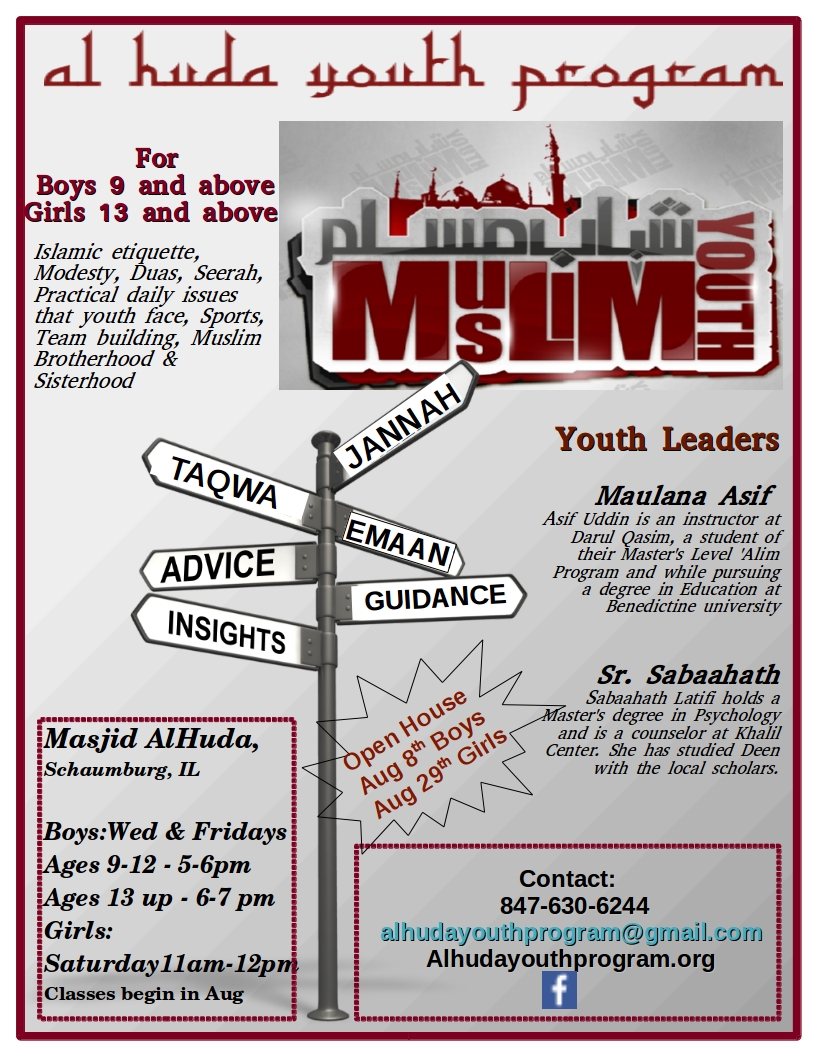 al huda youth program
For
Boys 9 and above
Girls 13 and above
Islamic etiquette,
Modesty, Duas, Seerah,
Practical daily issues
that youth face, Sports,
Team building, Muslim
Brotherhood &
Sisterhood
شباب مسلم
MUSLIM
YOUTH
JANNAH
TAQWA
EMAAN
ADVICE
GUIDANCE
INSIGHTS
Youth Leaders
Maulana Asif
Asif Uddin is an instructor at
Darul Qasim, a student of
their Master's Level 'Alim
Program and while pursuing
a degree in Education at
Benedictine university
Sr. Sabaahath
Sabaahath Latifi holds a
Master's degree in Psychology
and is a counselor at Khalil
Center. She has studied Deen
with the local scholars.
Open House
Aug 8th Boys
Aug 29th Girls
Masjid AlHuda,
Schaumburg, IL
Boys:Wed & Fridays
Ages 9-12 - 5-6pm
Ages 13 up - 6-7 pm
Girls:
Saturday11am-12pm
Classes begin in Aug
Contact:
847-630-6244
alhudayouthprogram@gmail.com
Alhudayouthprogram.org
f